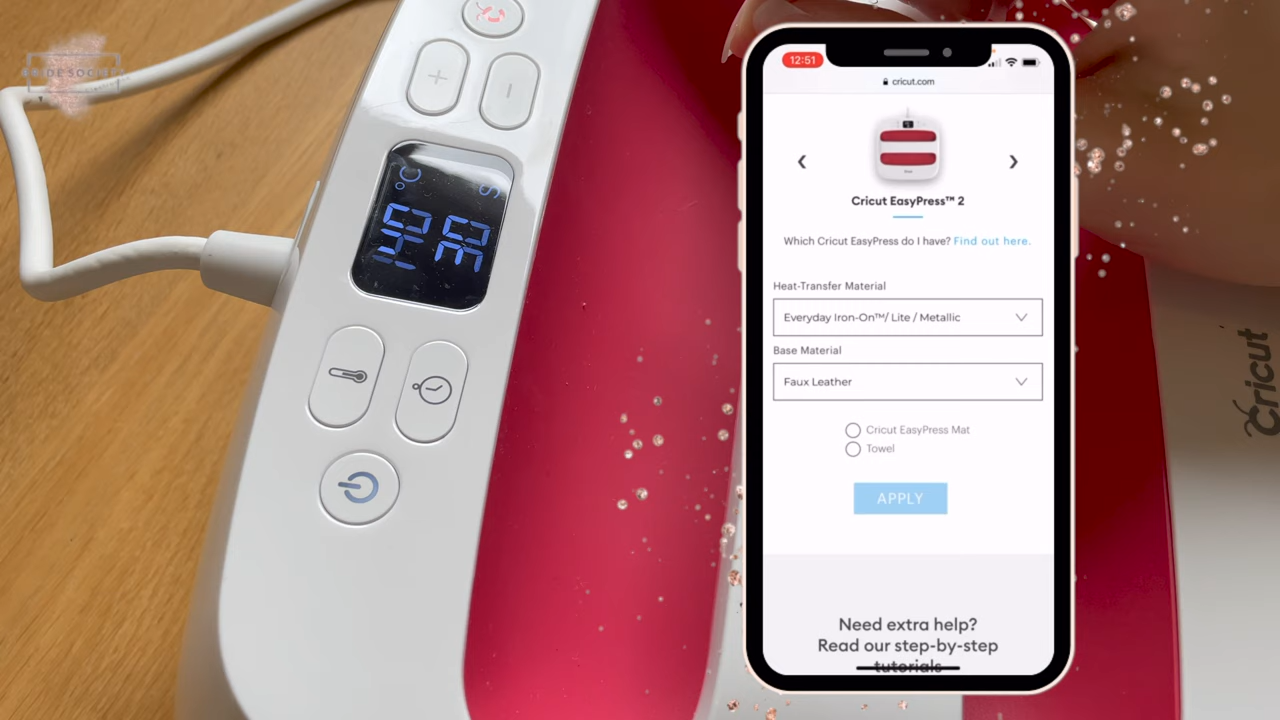 12:51
cricut.com
Cricut EasyPress™ 2
Which Cricut EasyPress do I have? Find out here.
Heat-Transfer Material
Everyday Iron-On™/ Lite / Metallic
Base Material
Faux Leather
Cricut EasyPress Mat
Towel
APPLY
Need extra help?
Read our step-by-step
tutorials
°C
S
Cricut